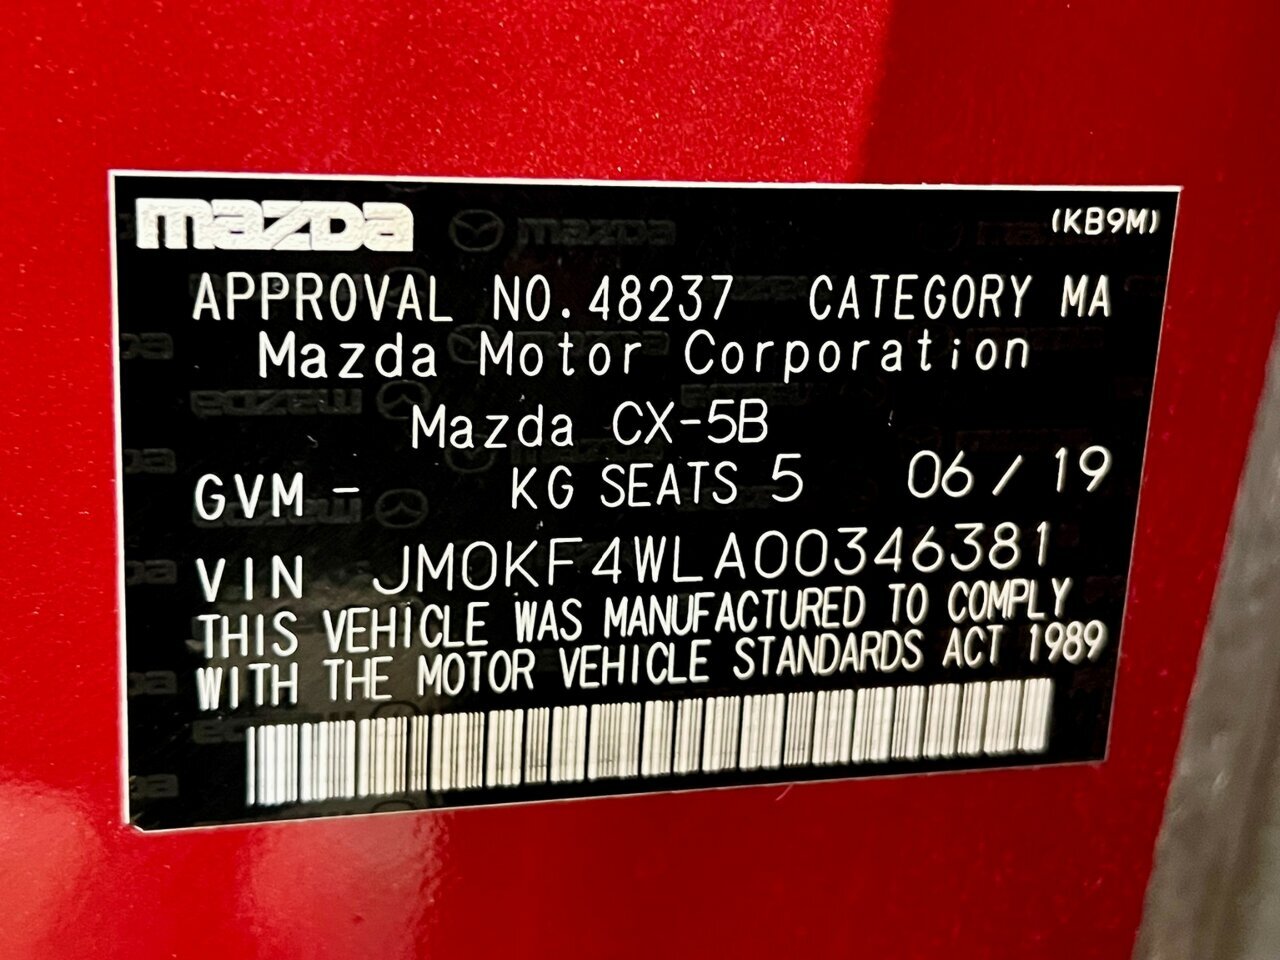 mazda (KB9M)
APPROVAL NO. 48237 CATEGORY MA
Mazda Motor Corporation
Mazda CX-5B
GVM - KG SEATS 5 06 / 19
VIN JM0KF4WLA00346381
THIS VEHICLE WAS MANUFACTURED TO COMPLY
WITH THE MOTOR VEHICLE STANDARDS ACT 1989